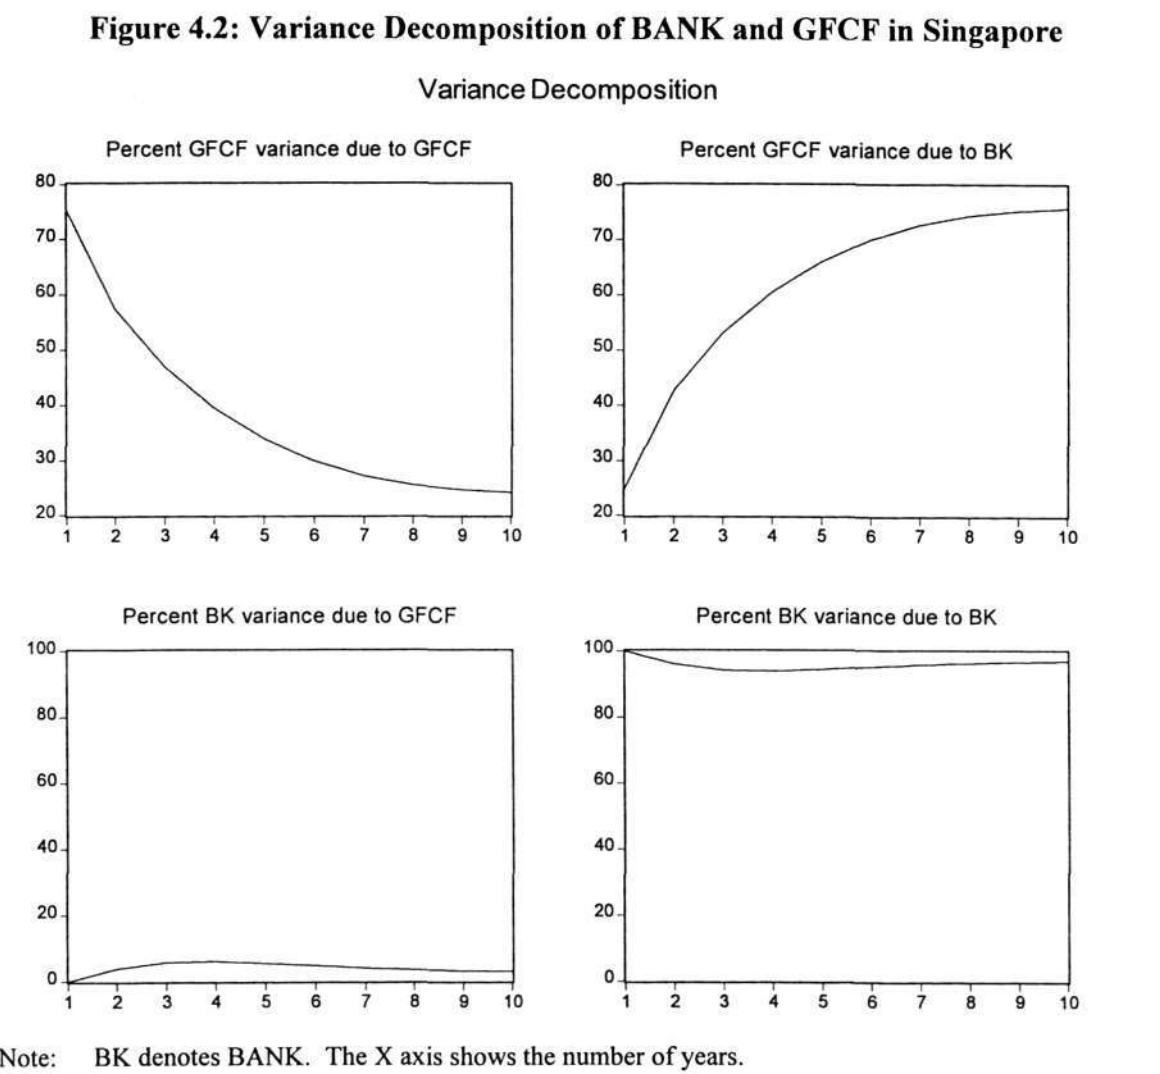 Figure 4.2: Variance Decomposition of BANK and GFCF in Singapore
Variance Decomposition
Percent GFCF variance due to GFCF
80
70
60
50
40
30
20
1 2 3 4 5 6 7 8 9 10
Percent GFCF variance due to BK
80
70
60
50
40
30
20
1 2 3 4 5 6 7 8 9 10
Percent BK variance due to GFCF
100
80
60
40
20
0
1 2 3 4 5 6 7 8 9 10
Percent BK variance due to BK
100
80
60
40
20
0
1 2 3 4 5 6 7 8 9 10
Note: BK denotes BANK. The X axis shows the number of years.